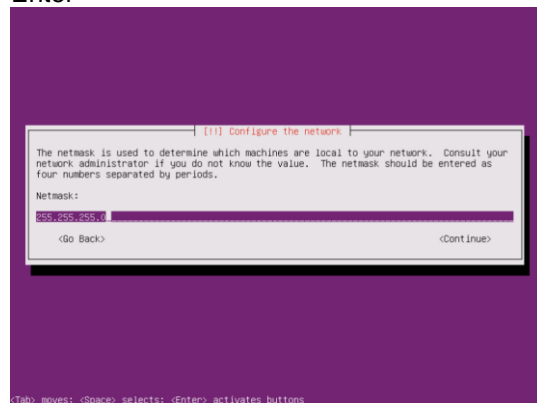 Enter
[!!] Configure the network
The netmask is used to determine which machines are local to your network. Consult your
network administrator if you do not know the value. The netmask should be entered as
four numbers separated by periods.
Netmask:
255.255.255.0
<Go Back> <Continue>
<Tab> moves; <Space> selects; <Enter> activates buttons